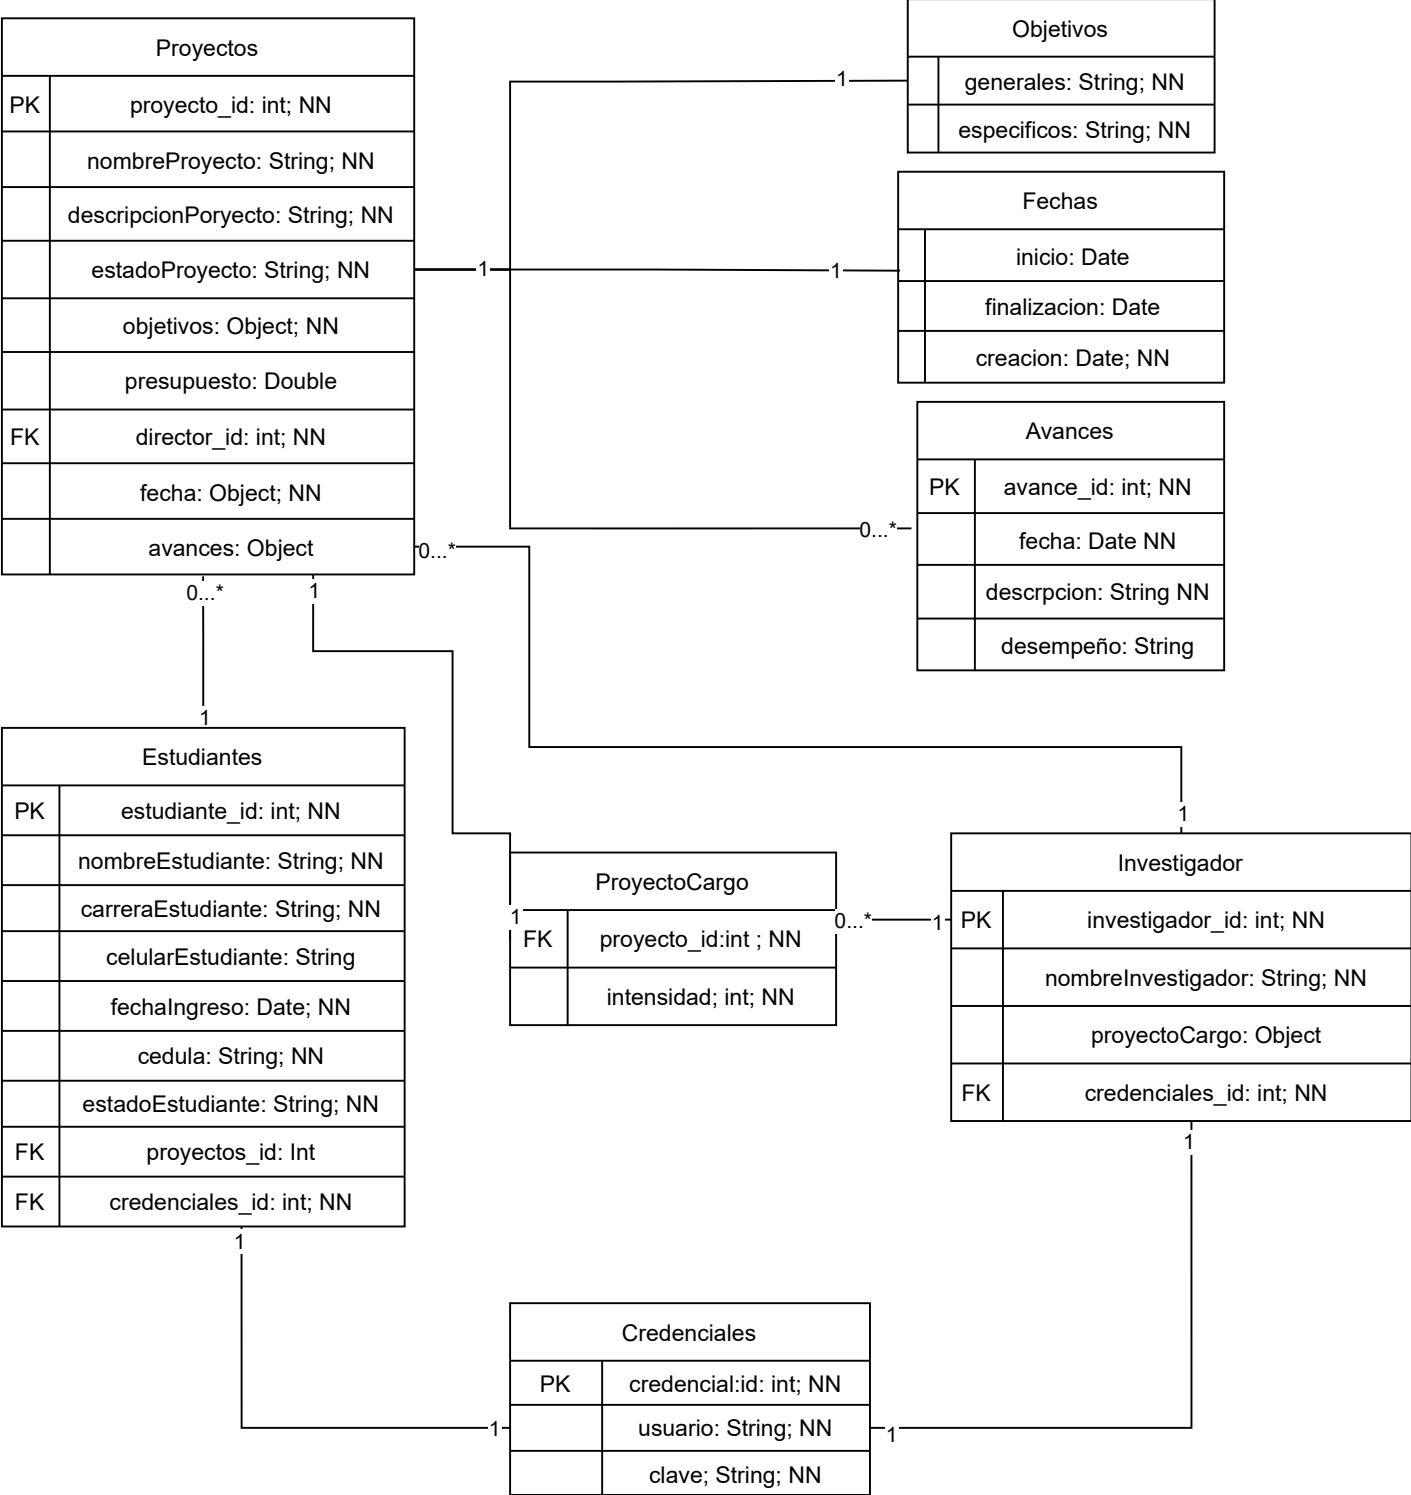 Proyectos
PK proyecto_id: int; NN
nombreProyecto: String; NN
descripcionPoryecto: String; NN
estadoProyecto: String; NN
objetivos: Object; NN
presupuesto: Double
FK director_id: int; NN
fecha: Object; NN
avances: Object
1
1
1
0...*
0...*
0...*
1
Objetivos
generales: String; NN
especificos: String; NN
Fechas
inicio: Date
finalizacion: Date
creacion: Date; NN
Avances
PK avance_id: int; NN
fecha: Date NN
descrpcion: String NN
desempeño: String
1
Estudiantes
PK estudiante_id: int; NN
nombreEstudiante: String; NN
carreraEstudiante: String; NN
celularEstudiante: String
fechaIngreso: Date; NN
cedula: String; NN
estadoEstudiante: String; NN
FK proyectos_id: Int
FK credenciales_id: int; NN
1
ProyectoCargo
1
FK proyecto_id:int ; NN
intensidad; int; NN
0...*
1
1
Investigador
PK investigador_id: int; NN
nombreInvestigador: String; NN
proyectoCargo: Object
FK credenciales_id: int; NN
1
Credenciales
PK credencial:id: int; NN
usuario: String; NN
clave; String; NN
1
1